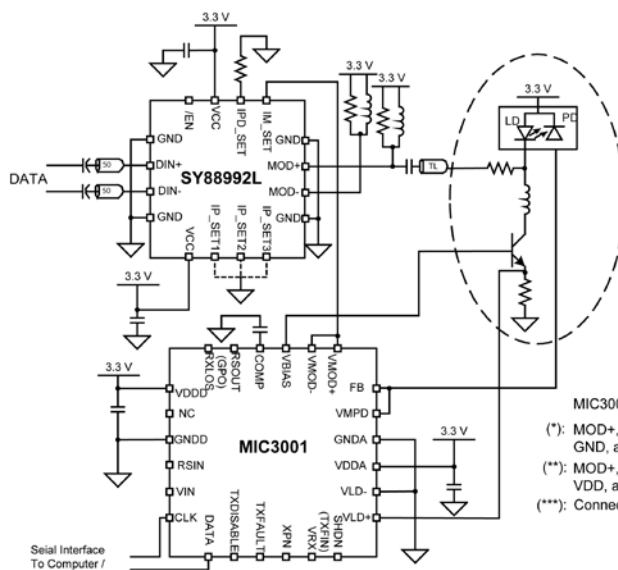 3.3 V
3.3 V
3.3 V
3.3 V
LD
PD
/EN
VCC
IPD_SET
IM_SET
GND
GND
DATA
50
DIN+
50
DIN-
SY88992L
MOD+
TL
MOD-
GND
GND
VCC
IP_SET1
IP_SET2
IP_SET3
3.3 V
RXLOS
RSOUT
(GPO)
COMP
VBIAS
VMOD-
VMOD+
3.3 V
VDDD
FB
NC
VMPD
GNDD
MIC3001
GNDA
3.3 V
RSIN
VDDA
VIN
VLD-
CLK
VLD+
DATA
TXDISABLE
TXFAULT
XPN
VRX
SHDN
(TXFIN)
Seial Interface
To Computer /
MIC300
(*): MOD+,
GND, a
(**): MOD+,
VDD, a
(***): Connec